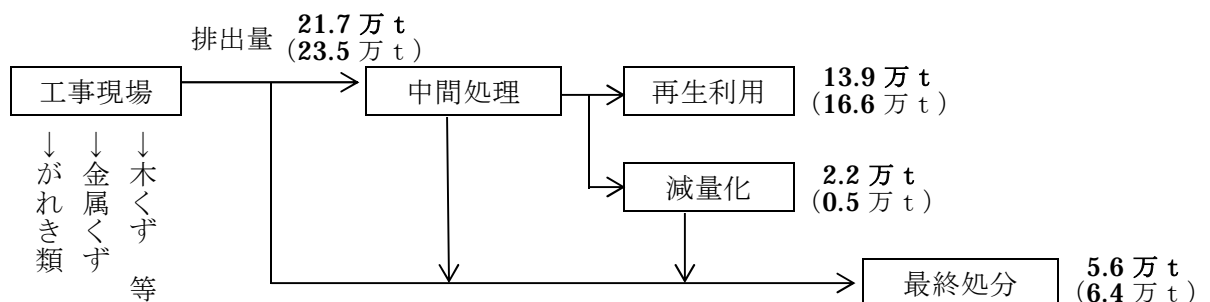 排出量 21.7 万 t
(23.5 万 t)
工事現場
中間処理
再生利用
13.9 万 t
(16.6 万 t)
↓木くず 等
↓金属くず
↓がれき類
減量化
2.2 万 t
(0.5 万 t)
最終処分
5.6 万 t
(6.4 万 t)